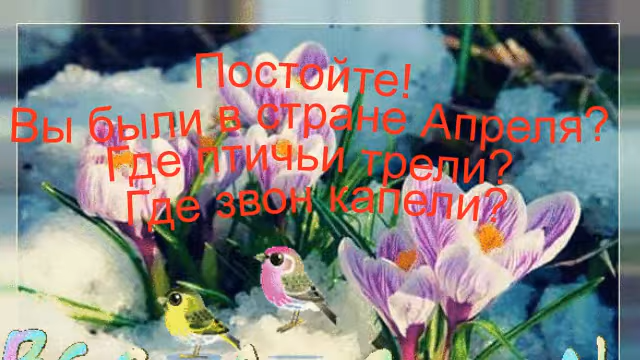 Постойте!
Вы были в стране Апреля?
Где птичьи трели?
Где звон капели?